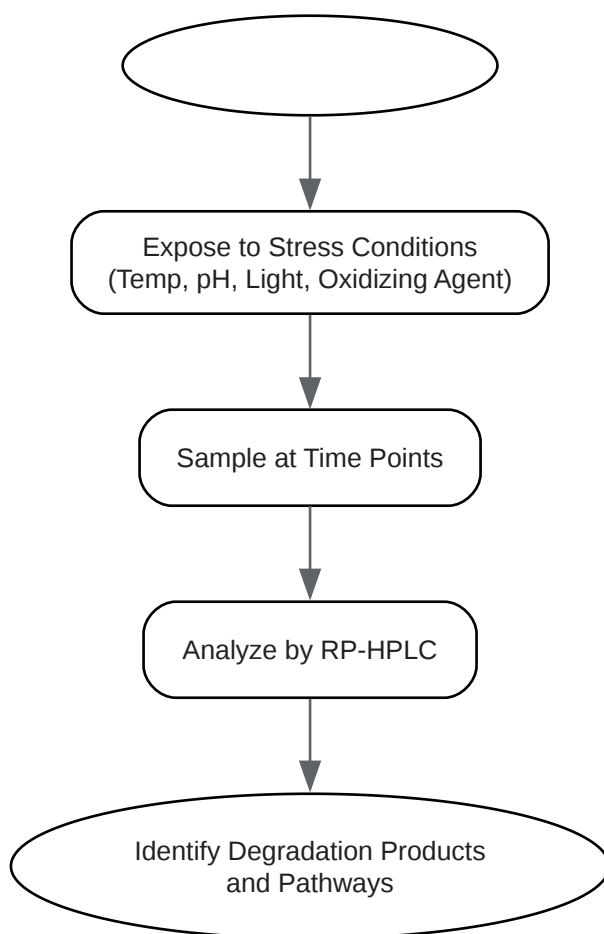 Expose to Stress Conditions
(Temp, pH, Light, Oxidizing Agent)
Sample at Time Points
Analyze by RP-HPLC
Identify Degradation Products
and Pathways